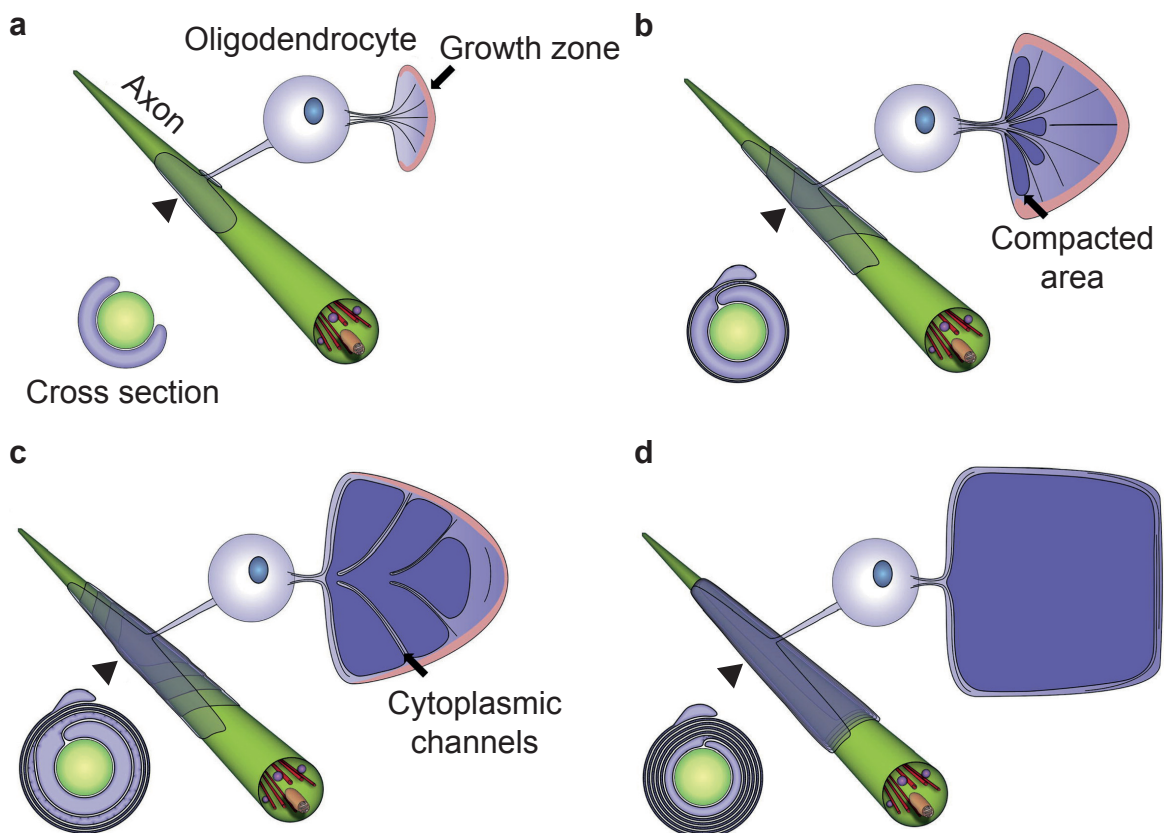 a
Oligodendrocyte
Growth zone
Axon
Cross section
b
Compacted
area
c
Cytoplasmic
channels
d